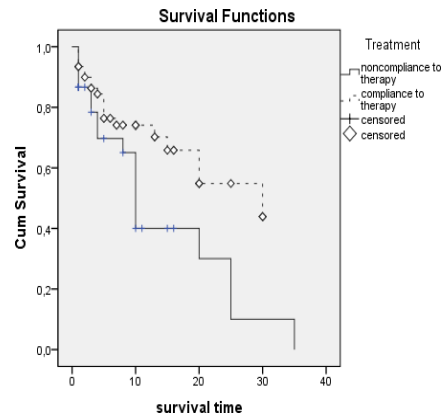 Survival Functions
Treatment
noncompliance to
therapy
compliance to
therapy
censored
censored
Cum Survival
1,0
0,8
0,6
0,4
0,2
0,0
0 10 20 30 40
survival time